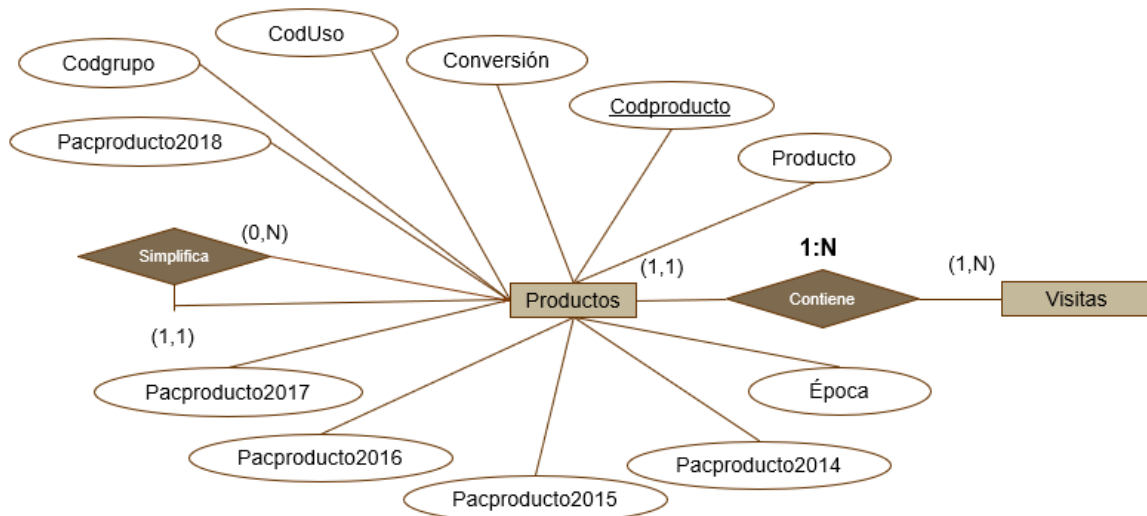 CodUso
Codgrupo
Conversión
Codproducto
Pacproducto2018
Producto
Simplifica
(0,N)
1:N
(1,1)
(1,N)
Productos
Contiene
Visitas
(1,1)
Pacproducto2017
Época
Pacproducto2016
Pacproducto2014
Pacproducto2015